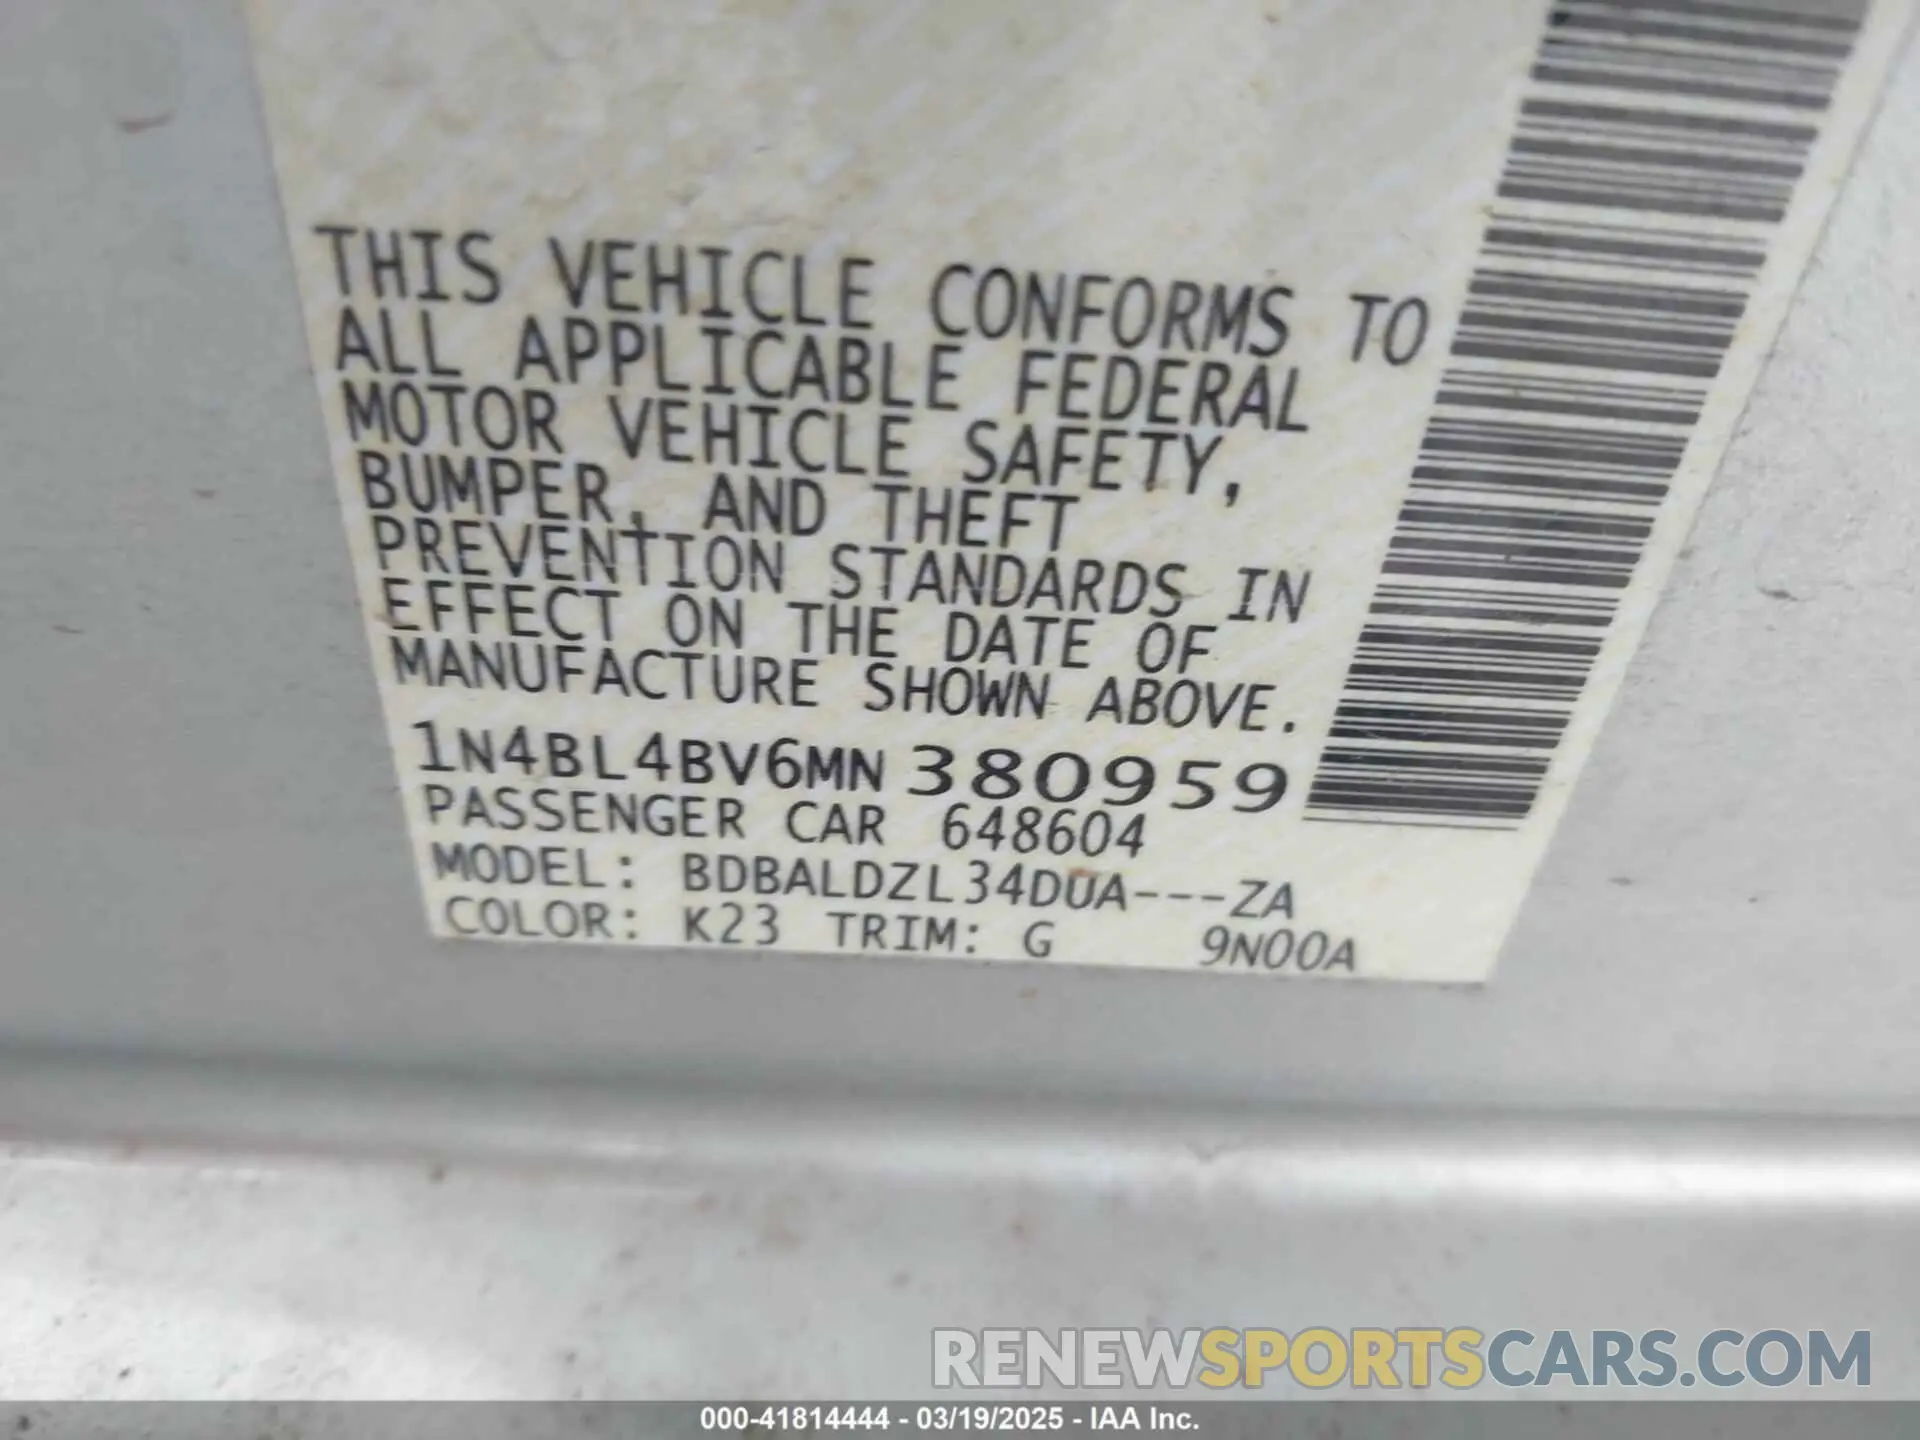 THIS VEHICLE CONFORMS TO
ALL APPLICABLE FEDERAL
MOTOR VEHICLE SAFETY,
BUMPER, AND THEFT
PREVENTION STANDARDS IN
EFFECT ON THE DATE OF
MANUFACTURE SHOWN ABOVE.
1N4BL4BV6MN380959
PASSENGER CAR 648604
MODEL: BDBALDZL34DUA---ZA
COLOR: K23 TRIM: G 9N00A
RENEWSPORTSCARS.COM
000-41814444 - 03/19/2025 - IAA Inc.